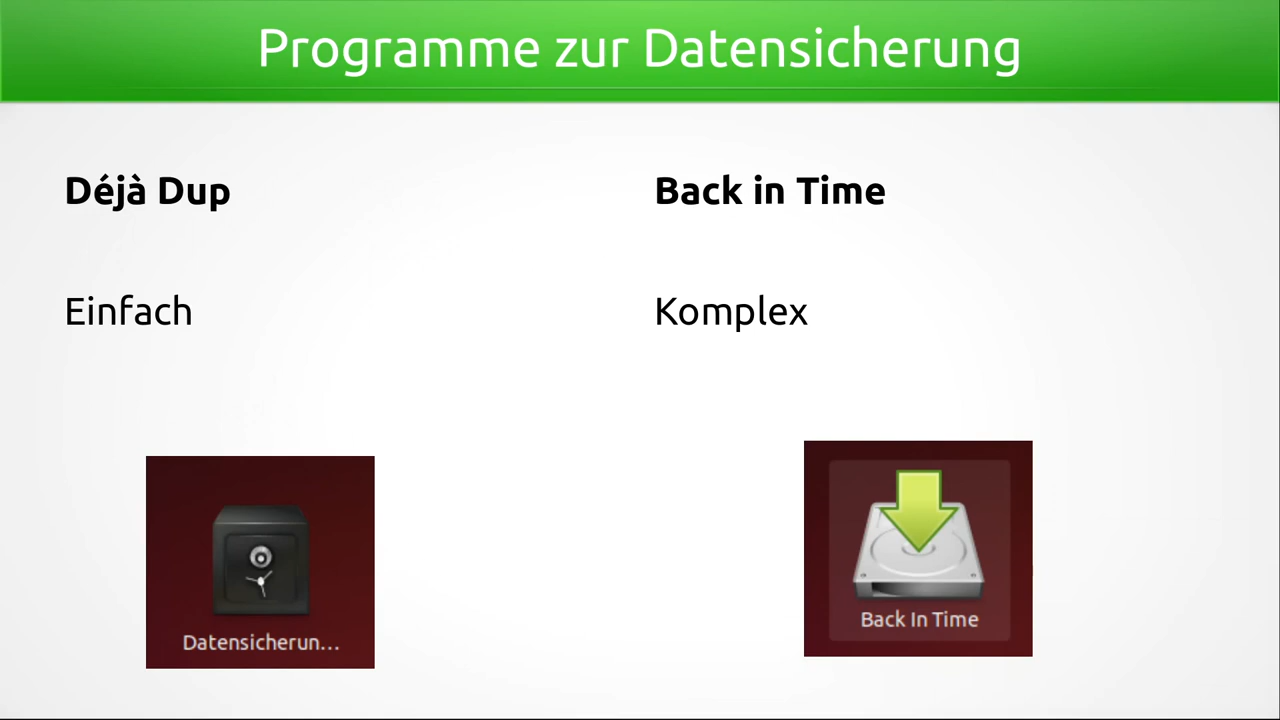 Programme zur Datensicherung
Déjà Dup
Einfach
Back in Time
Komplex
Datensicherun...
Back In Time